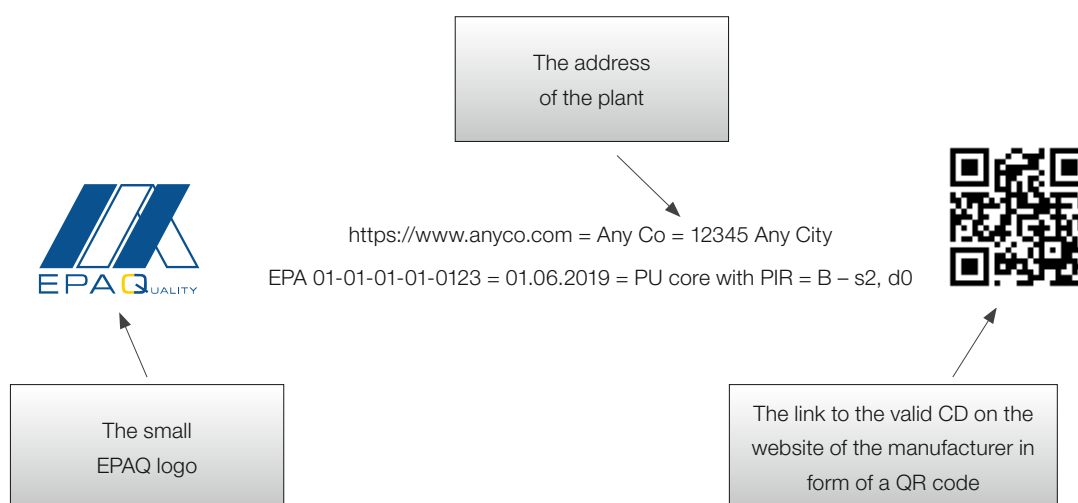 The address
of the plant
EPAQUALITY
https://www.anyco.com = Any Co = 12345 Any City
EPA 01-01-01-01-0123 = 01.06.2019 = PU core with PIR = B – s2, d0
The small
EPAQ logo
The link to the valid CD on the
website of the manufacturer in
form of a QR code